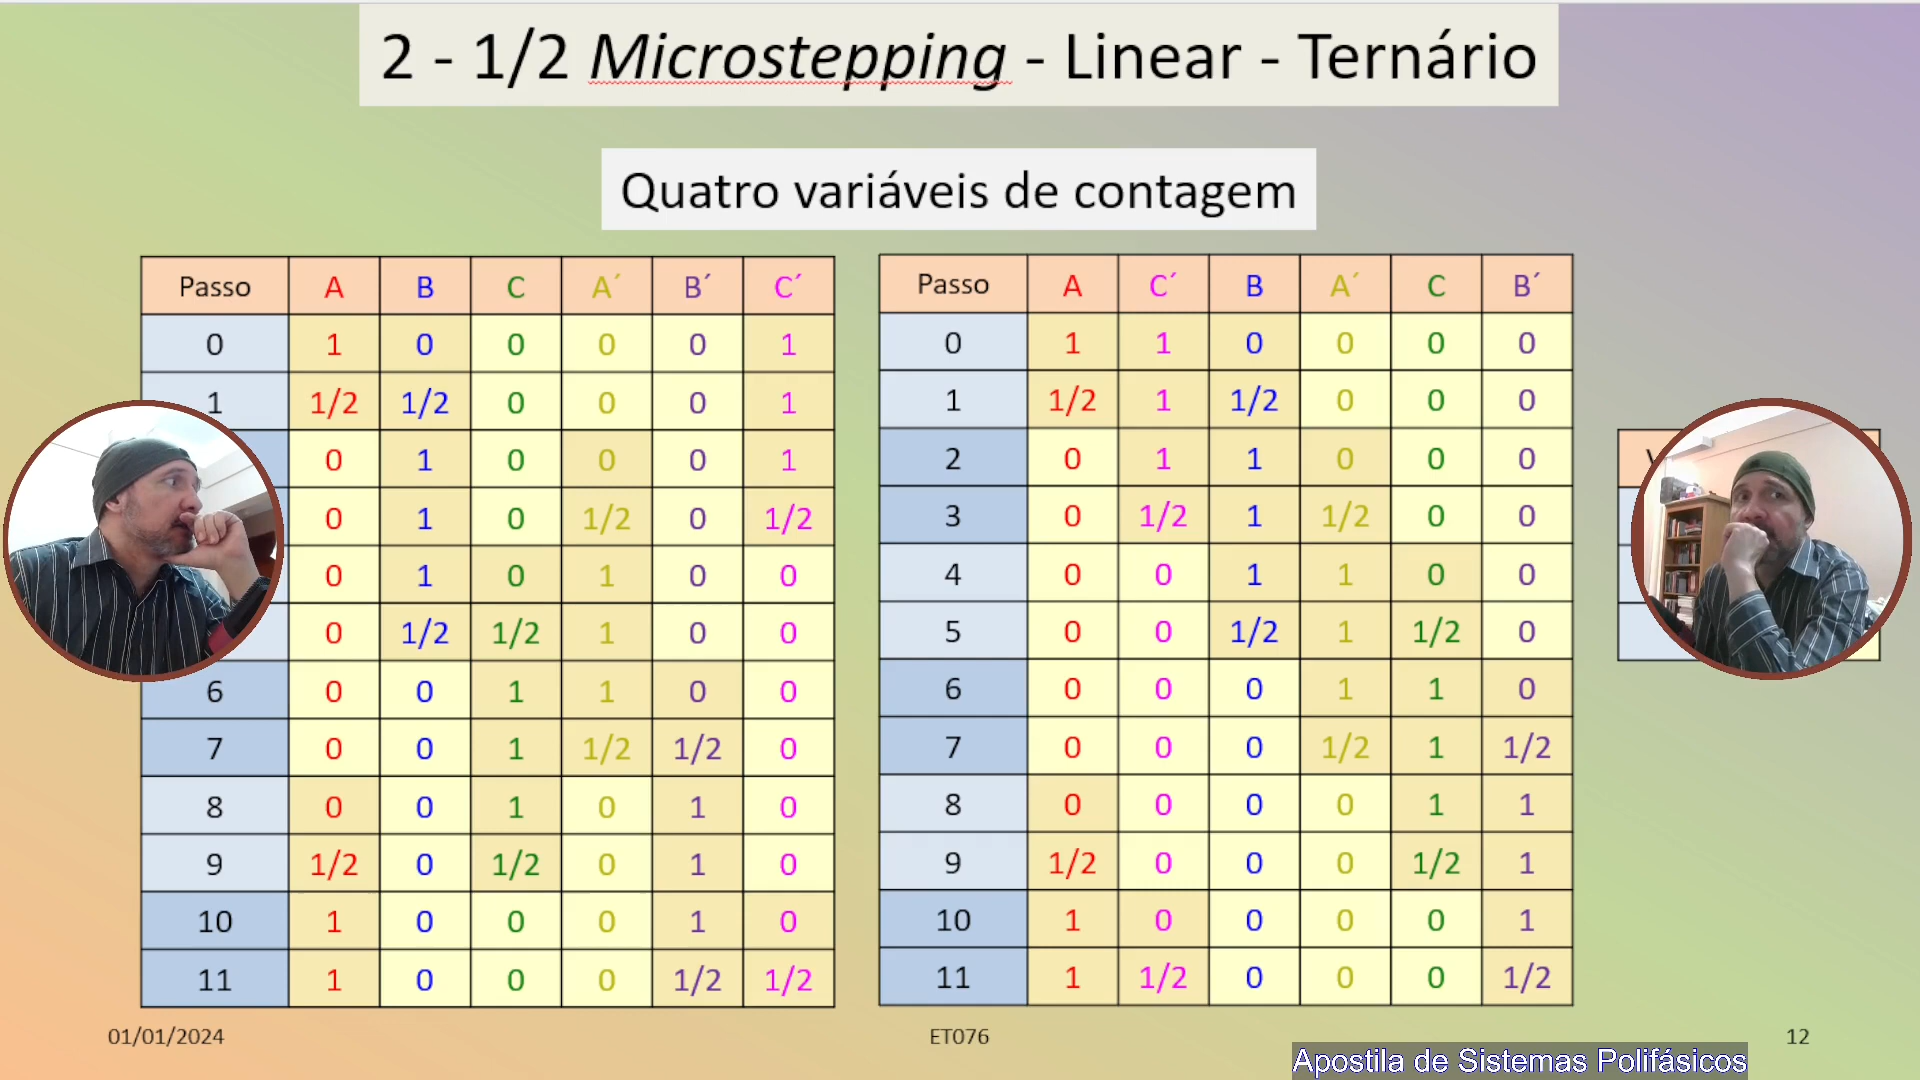 2 - 1/2 Microstepping - Linear - Ternário
Quatro variáveis de contagem
Passo A B C A´ B´ C´
0 1 0 0 0 0 1
1 1/2 1/2 0 0 0 1
0 1 0 0 0 1
0 1 0 1/2 0 1/2
0 1 0 1 0 0
0 1/2 1/2 1 0 0
6 0 0 1 1 0 0
7 0 0 1 1/2 1/2 0
8 0 0 1 0 1 0
9 1/2 0 1/2 0 1 0
10 1 0 0 0 1 0
11 1 0 0 0 1/2 1/2
Passo A C´ B A´ C B´
0 1 1 0 0 0 0
1 1/2 1 1/2 0 0 0
2 0 1 1 0 0 0
3 0 1/2 1 1/2 0 0
4 0 0 1 1 0 0
5 0 0 1/2 1 1/2 0
6 0 0 0 1 1 0
7 0 0 0 1/2 1 1/2
8 0 0 0 0 1 1
9 1/2 0 0 0 1/2 1
10 1 0 0 0 0 1
11 1 1/2 0 0 0 1/2
01/01/2024
ET076
12
Apostila de Sistemas Polifásicos